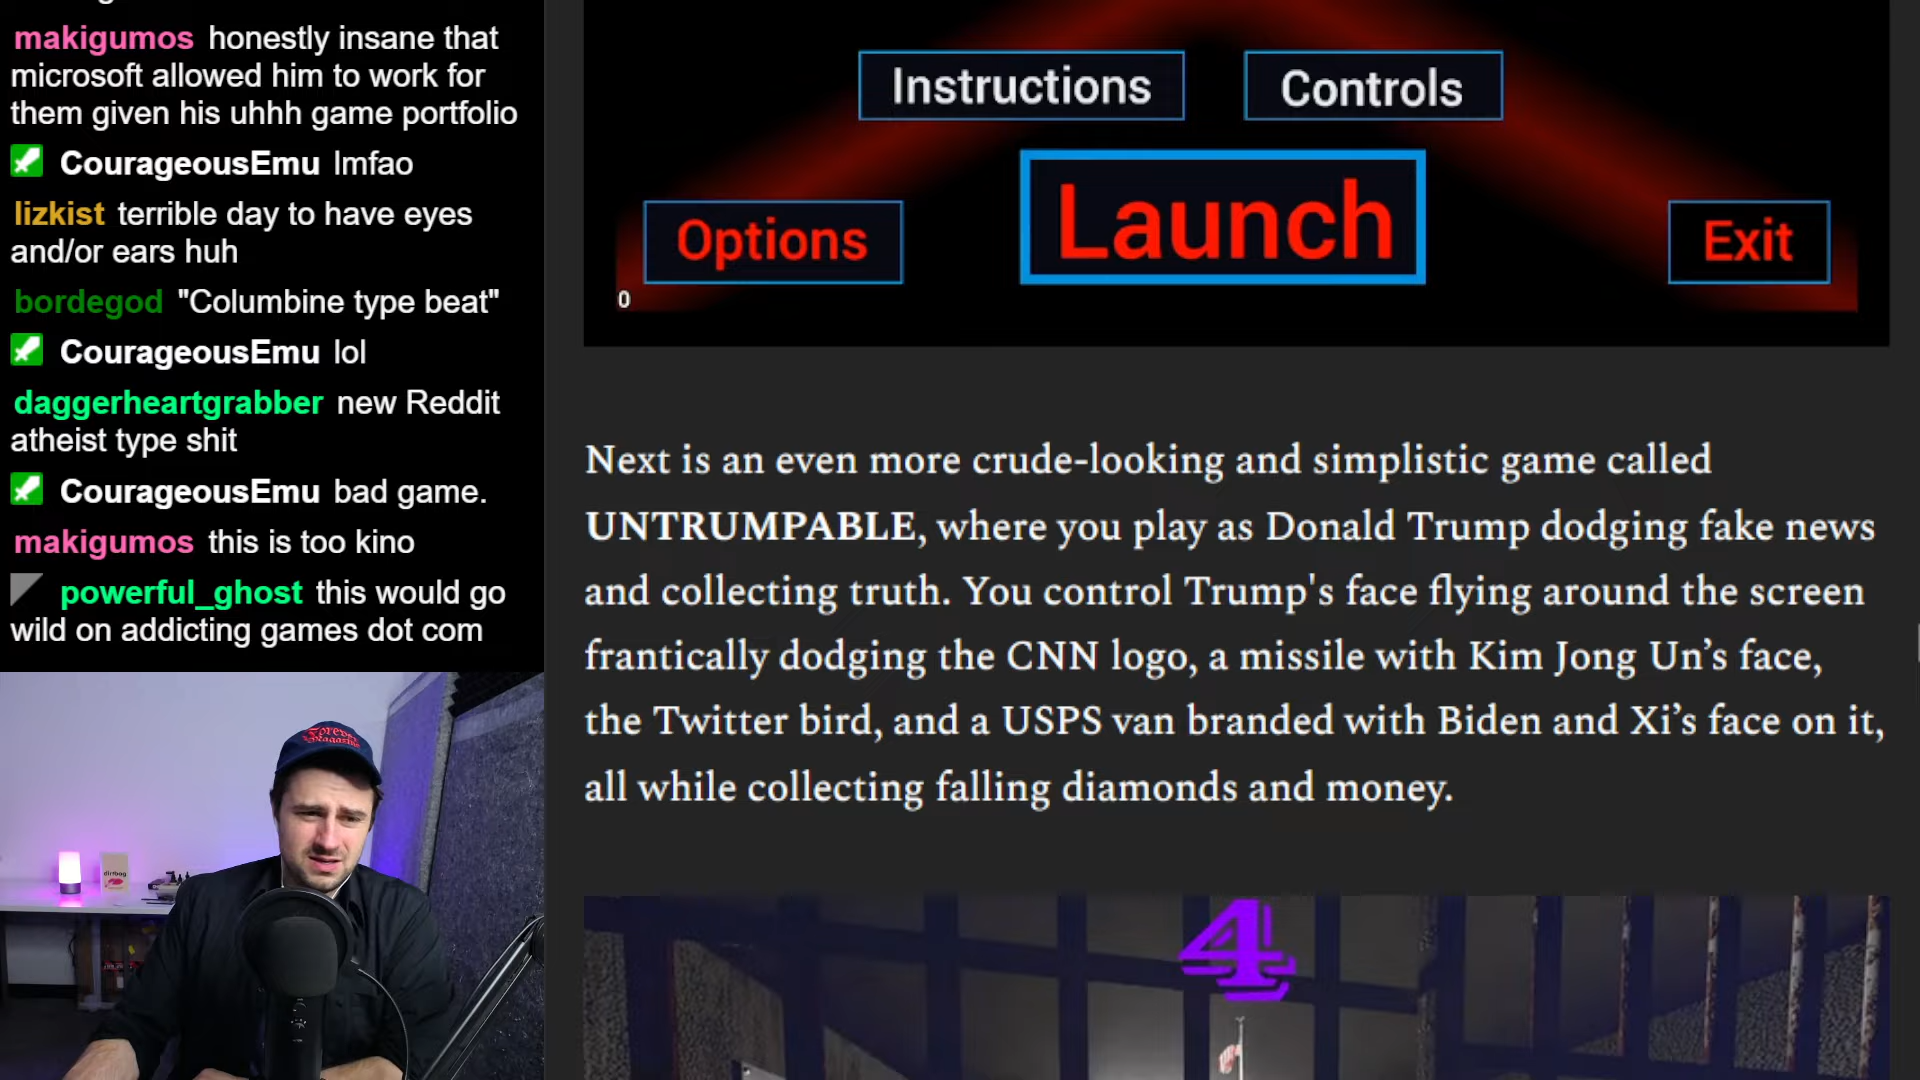 makigumos honestly insane that
microsoft allowed him to work for
them given his uhhh game portfolio
CourageousEmu lmfao
lizkist terrible day to have eyes
and/or ears huh
bordegod "Columbine type beat"
CourageousEmu lol
daggerheartgrabber new Reddit
atheist type shit
CourageousEmu bad game.
makigumos this is too kino
powerful_ghost this would go
wild on addicting games dot com
Forever
Magazine
dirtbag
Instructions
Controls
Options
Launch
Exit
0
Next is an even more crude-looking and simplistic game called
UNTRUMPABLE, where you play as Donald Trump dodging fake news
and collecting truth. You control Trump's face flying around the screen
frantically dodging the CNN logo, a missile with Kim Jong Un’s face,
the Twitter bird, and a USPS van branded with Biden and Xi’s face on it,
all while collecting falling diamonds and money.
4